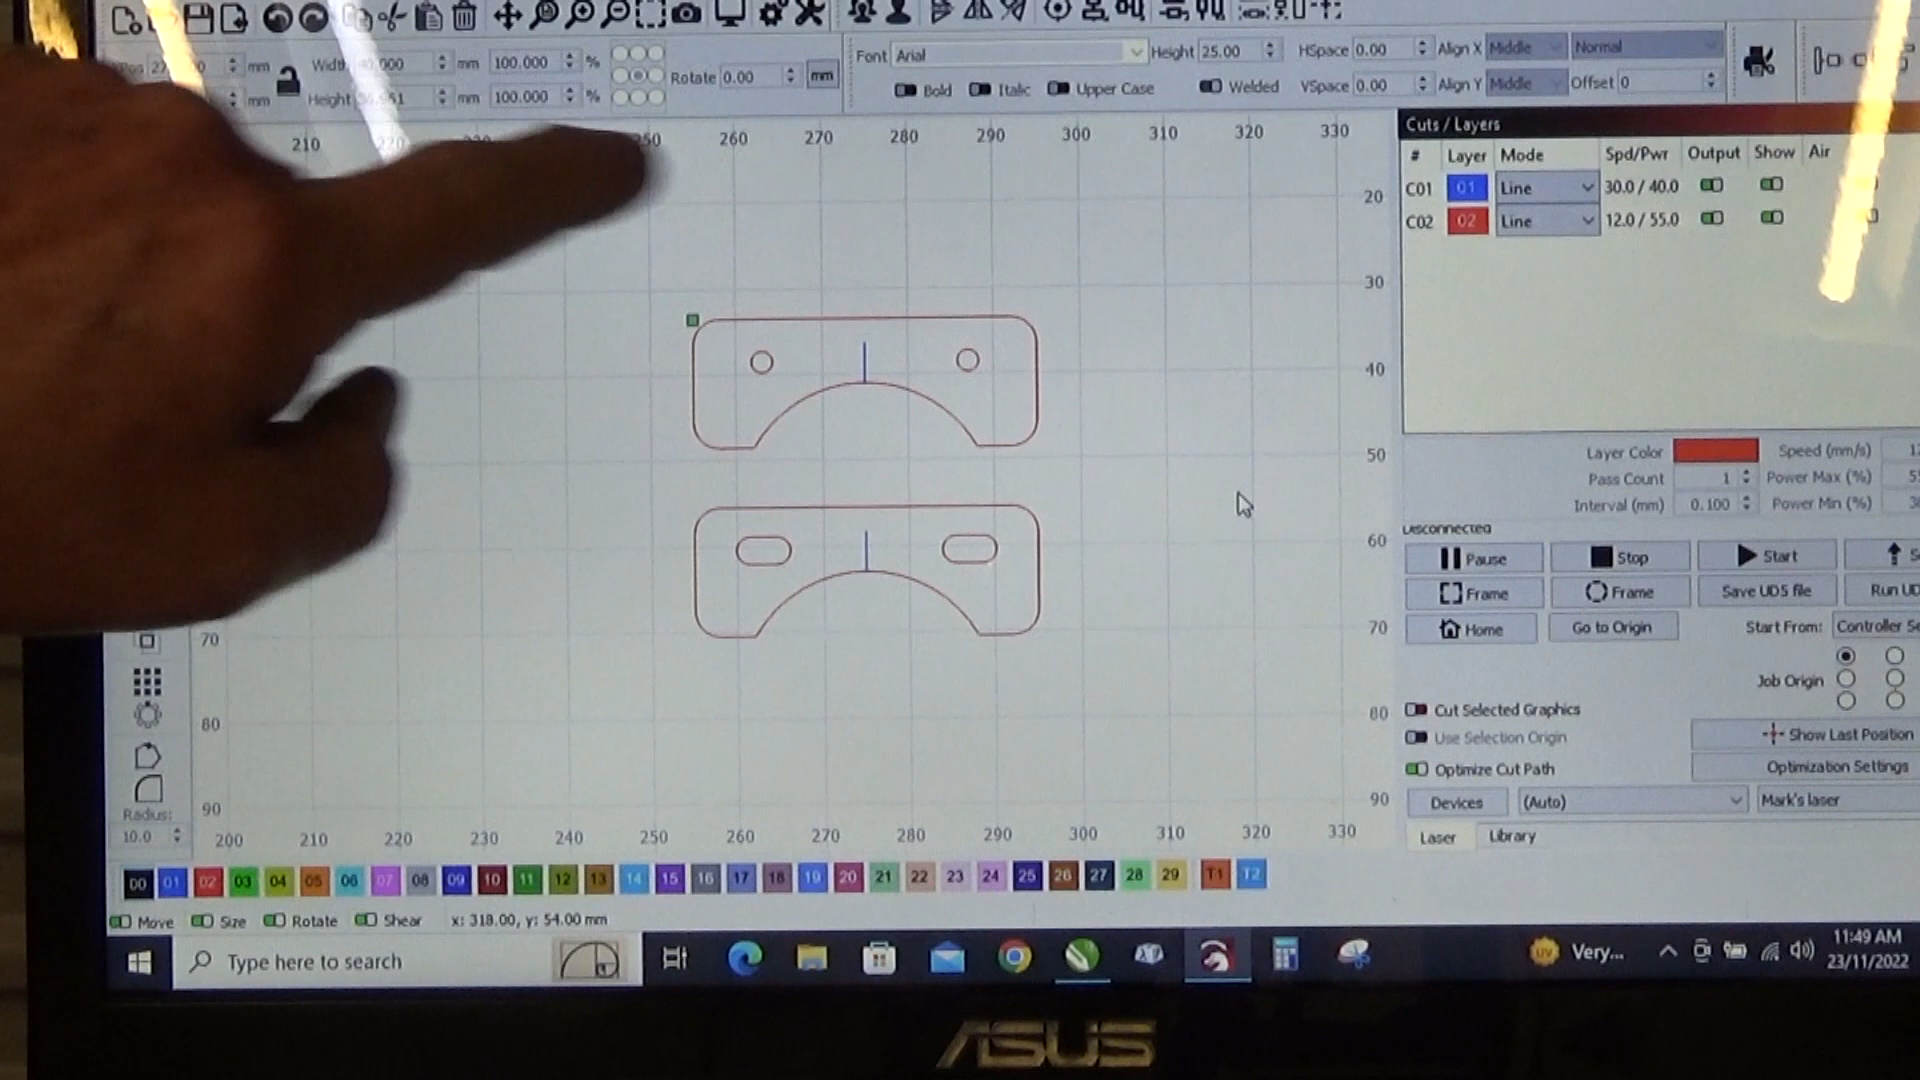 mm Width mm 100.000 %
mm Height mm 100.000 %
Rotate 0.00 mm
Font Arial Height 25.00 HSpace 0.00 Align X Middle Normal
Bold Italic Upper Case Welded VSpace 0.00 Align Y Middle Offset 0
210 220 250 260 270 280 290 300 310 320 330
20
30
40
50
60
70
80
90
Cuts / Layers
# Layer Mode Spd/Pwr Output Show Air
C01 01 Line 30.0 / 40.0
C02 02 Line 12.0 / 55.0
Layer Color Speed (mm/s)
Pass Count 1 Power Max (%)
Interval (mm) 0.100 Power Min (%)
Disconnected
Pause Stop Start
Frame Frame Save UDS file Run
Home Go to Origin Start From: Controller
Job Origin
Cut Selected Graphics
Use Selection Origin Show Last Position
Optimize Cut Path Optimization Settings
Devices (Auto) Mark's laser
Laser Library
70
80
90
Radius:
10.0
200 210 220 230 240 250 260 270 280 290 300 310 320 330
00 01 02 03 04 05 06 07 08 09 10 11 12 13 14 15 16 17 18 19 20 21 22 23 24 25 26 27 28 29 T1 T2
Move Size Rotate Shear x: 318.00, y: 54.00 mm
Type here to search
UV Very... 11:49 AM
23/11/2022
ASUS